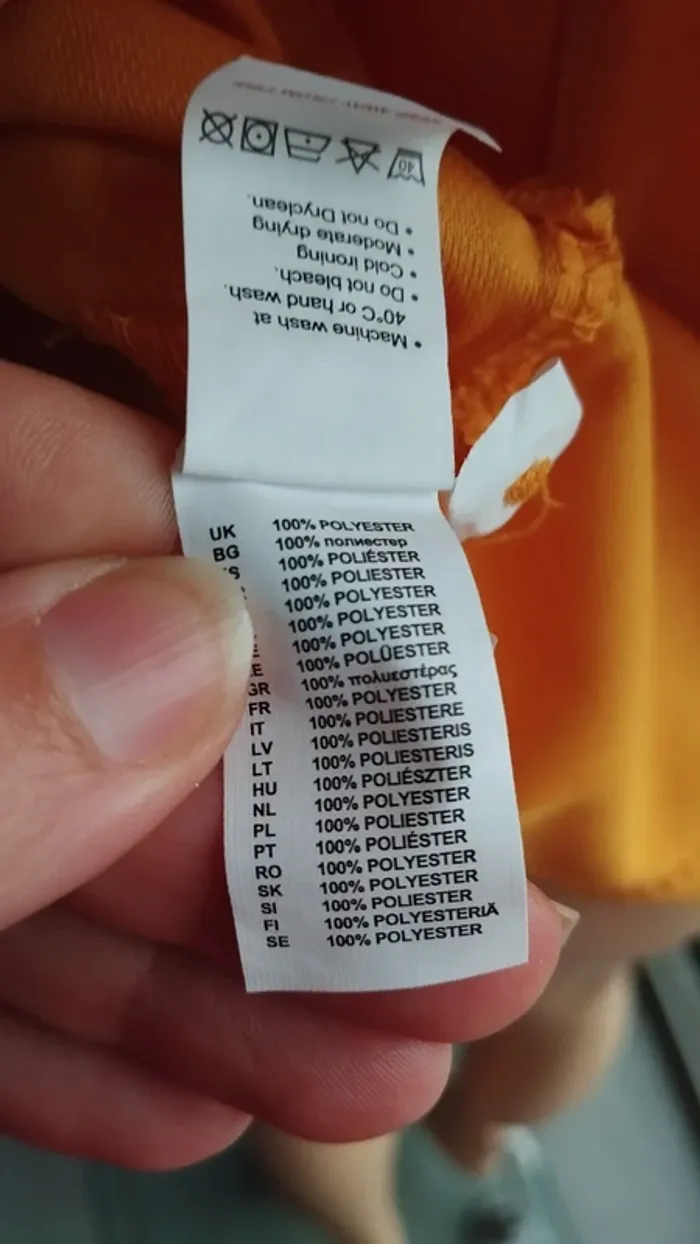 • Machine wash at
40°C or hand wash.
• Do not bleach.
• Cold ironing
• Moderate drying
• Do not Dryclean.
40
UK 100% POLYESTER
BG 100% полиестер
100% POLIÉSTER
100% POLIESTER
100% POLYESTER
100% POLYESTER
100% POLYESTER
100% POLÜESTER
GR 100% πολυεστέρας
FR 100% POLYESTER
IT 100% POLIESTERE
LV 100% POLIESTERIS
LT 100% POLIESTERIS
HU 100% POLIÉSZTER
NL 100% POLYESTER
PL 100% POLIESTER
PT 100% POLIÉSTER
RO 100% POLYESTER
SK 100% POLYESTER
SI 100% POLIESTER
FI 100% POLYESTERIÄ
SE 100% POLYESTER